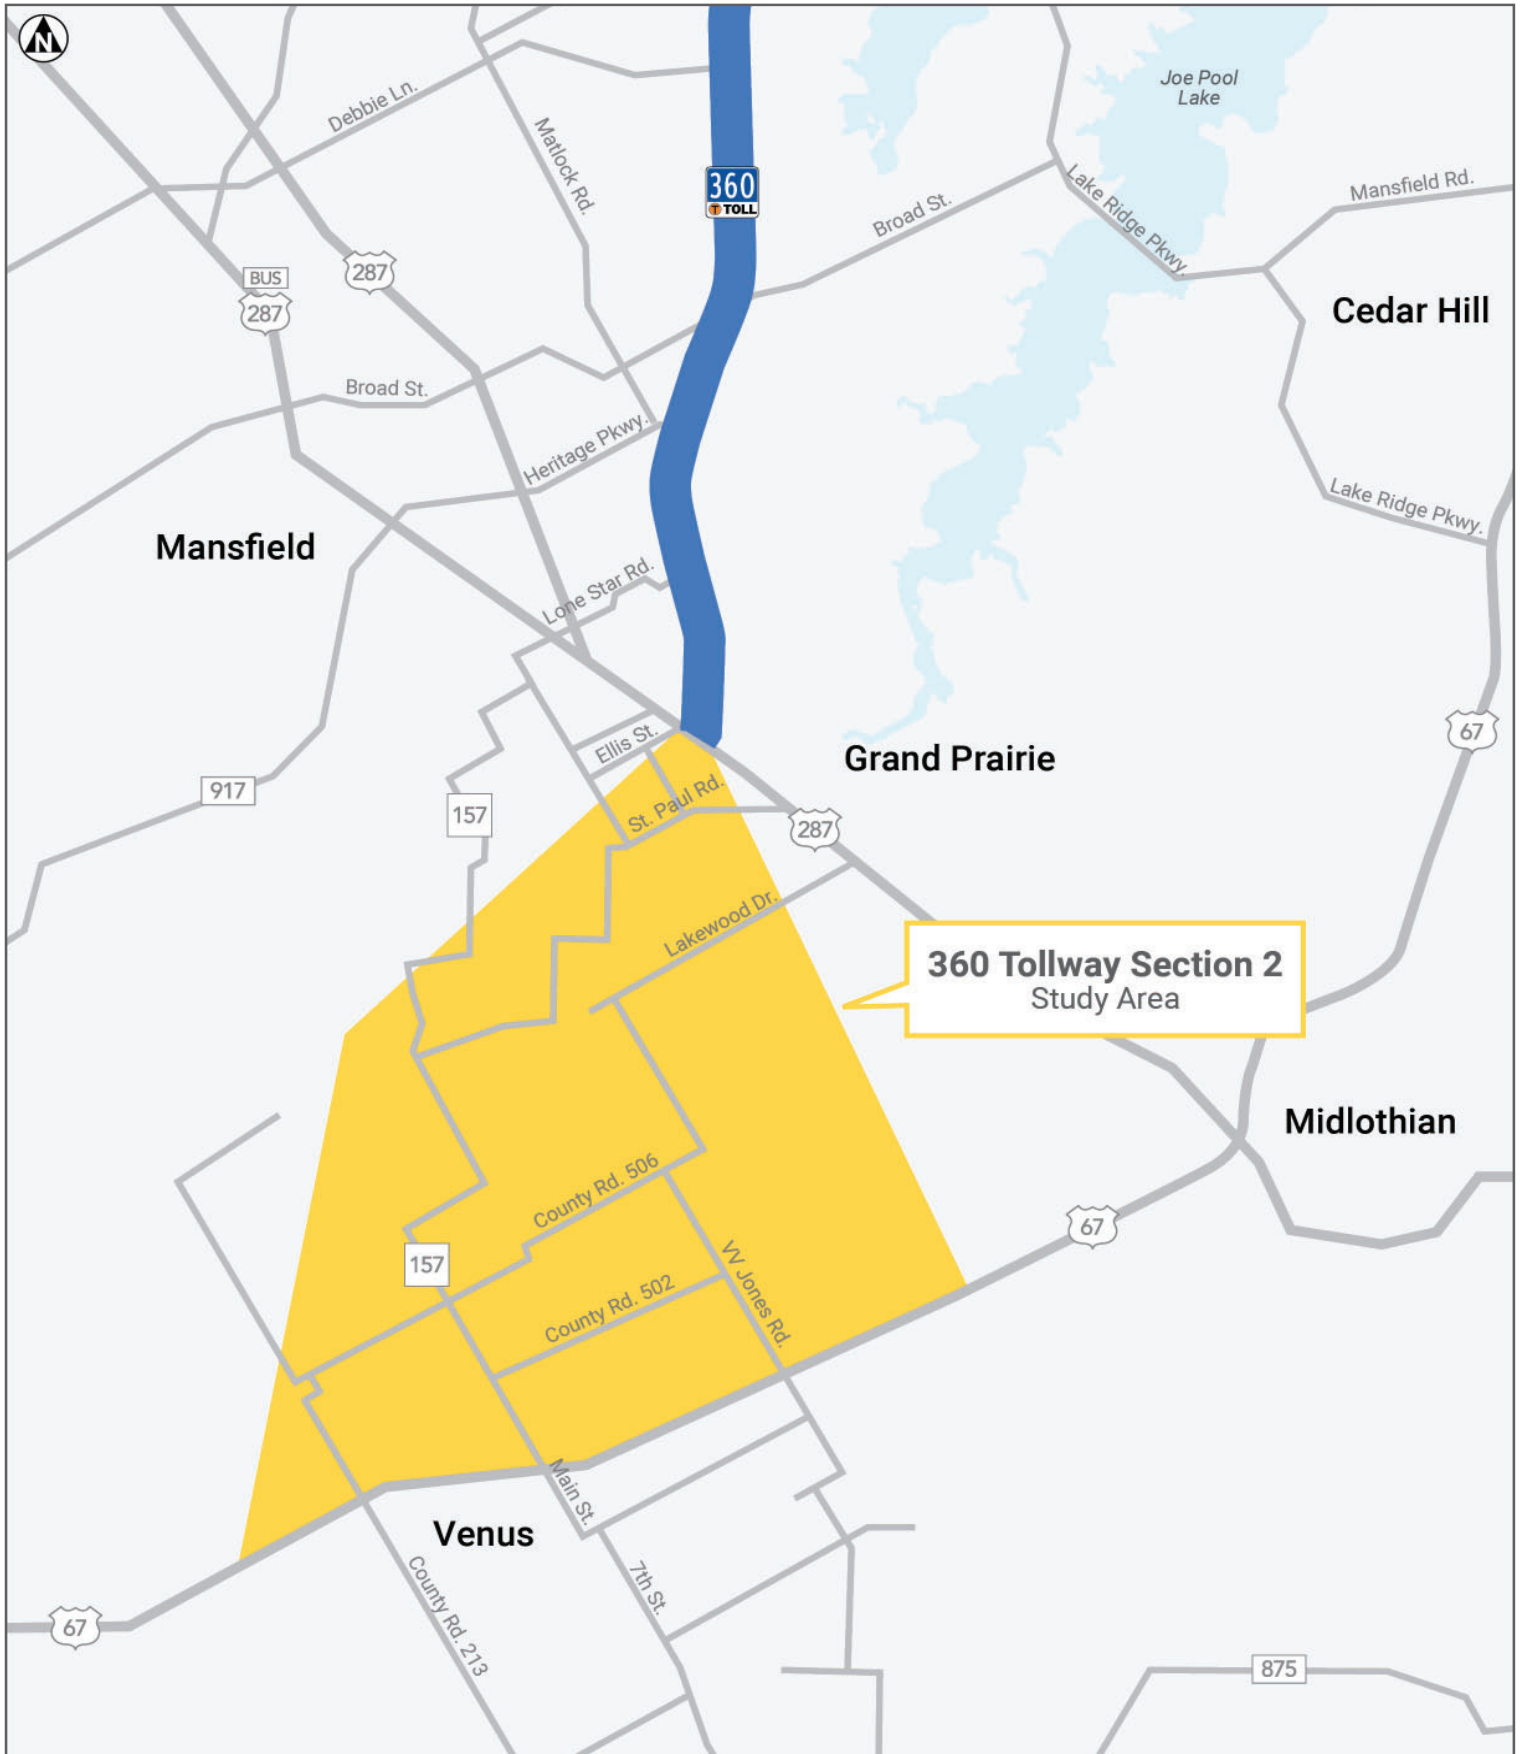 N
Joe Pool
Lake
Debbie Ln.
Matlock Rd.
360
T TOLL
Lake Ridge Pkwy.
Mansfield Rd.
Broad St.
287
BUS
287
Cedar Hill
Broad St.
Heritage Pkwy.
Lake Ridge Pkwy.
Mansfield
Lone Star Rd.
67
Ellis St.
Grand Prairie
917
157
St. Paul Rd.
287
Lakewood Dr.
360 Tollway Section 2
Study Area
Midlothian
County Rd. 506
67
157
VV Jones Rd.
County Rd. 502
Main St.
Venus
County Rd. 213
7th St.
67
875